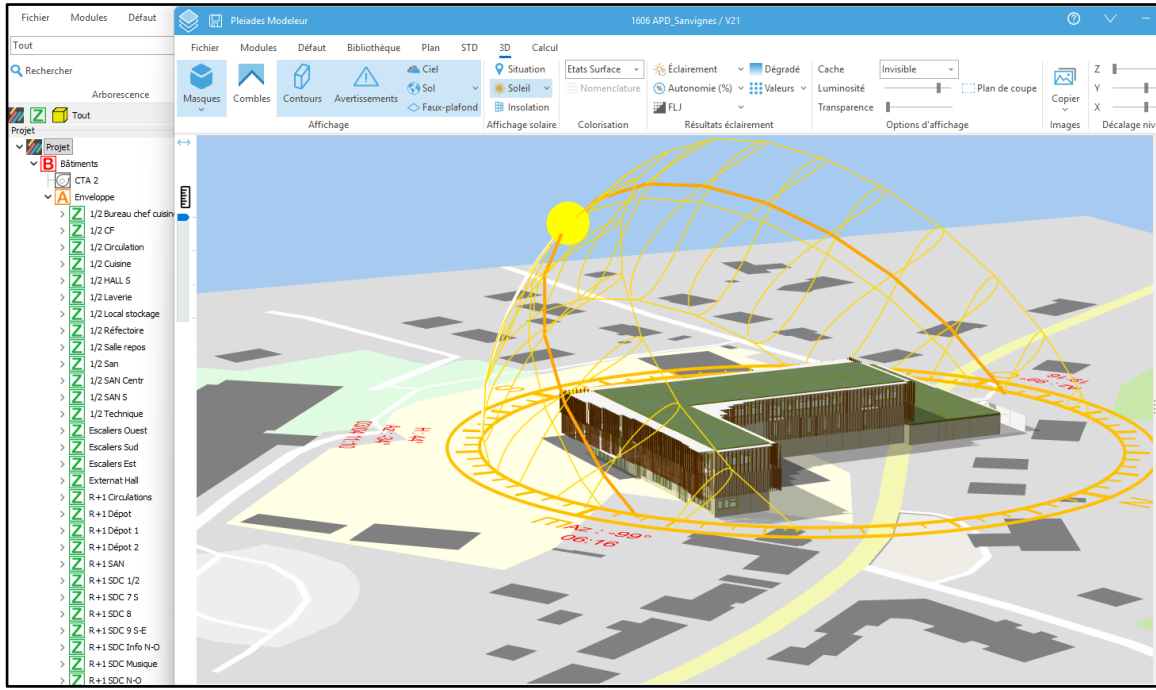 Fichier Modules Défaut
Tout
Rechercher
Arborescence
Tout
Projet
Projet
B Bâtiments
CTA 2
A Enveloppe
Z 1/2 Bureau chef cuisin
Z 1/2 CF
Z 1/2 Circulation
Z 1/2 Cuisine
Z 1/2 HALL S
Z 1/2 Laverie
Z 1/2 Local stockage
Z 1/2 Réfectoire
Z 1/2 Salle repos
Z 1/2 San
Z 1/2 SAN Centr
Z 1/2 SAN S
Z 1/2 Technique
Z Escaliers Ouest
Z Escaliers Sud
Z Escaliers Est
Z Externat Hall
Z R+1 Circulations
Z R+1 Dépot
Z R+1 Dépot 1
Z R+1 Dépot 2
Z R+1 SAN
Z R+1 SDC 1/2
Z R+1 SDC 7 S
Z R+1 SDC 8
Z R+1 SDC 9 S-E
Z R+1 SDC Info N-O
Z R+1 SDC Musique
Z R+1 SDC N-O
Pleiades Modeleur 1606 APD_Sanvignes / V21
Fichier Modules Défaut Bibliothèque Plan STD 3D Calcul
Masques Combles Contours Avertissements
Ciel
Sol
Faux-plafond
Affichage
Situation
Soleil
Insolation
Affichage solaire
Etats Surface
Nomenclature
Colorisation
Éclairement Dégradé
Autonomie (%) Valeurs
FLJ
Résultats éclairement
Cache Invisible
Luminosité Plan de coupe
Transparence
Options d'affichage
Copier
Images
Z
Y
X
Décalage niv
H: 44°
Az: -34°
03/04 11:10
E
Az : -99°
06:16
N